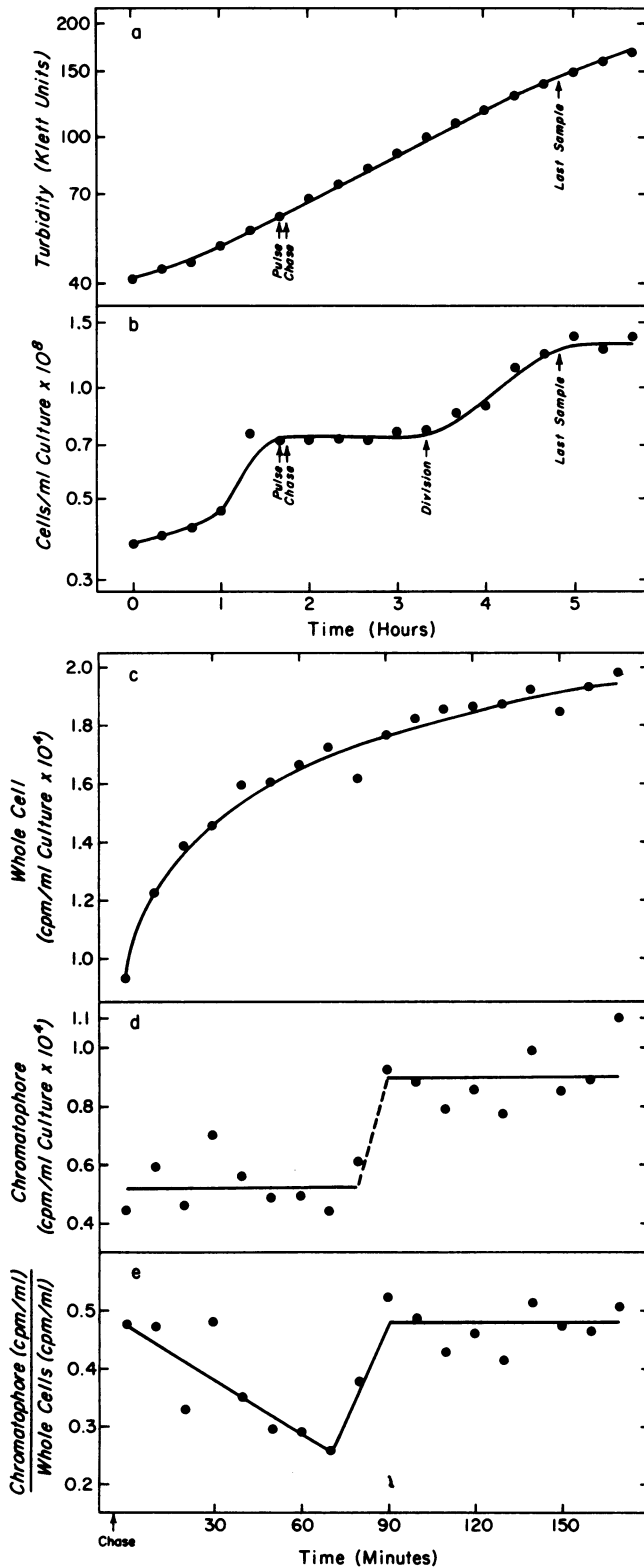 a
200
150
100
70
40
Turbidity (Klett Units)
Pulse
Chase
Last Sample
b
1.5
1.0
0.7
0.5
0.3
Cells/ml Culture x 10⁸
Pulse
Chase
Division
Last Sample
0 1 2 3 4 5
Time (Hours)
c
2.0
1.8
1.6
1.4
1.2
1.0
Whole Cell
(cpm/ml Culture x 10⁴)
d
1.1
1.0
0.8
0.6
0.4
Chromatophore
(cpm/ml Culture x 10⁴)
e
0.5
0.4
0.3
0.2
Chromatophore (cpm/ml)
Whole Cells (cpm/ml)
Chase
30 60 90 120 150
Time (Minutes)